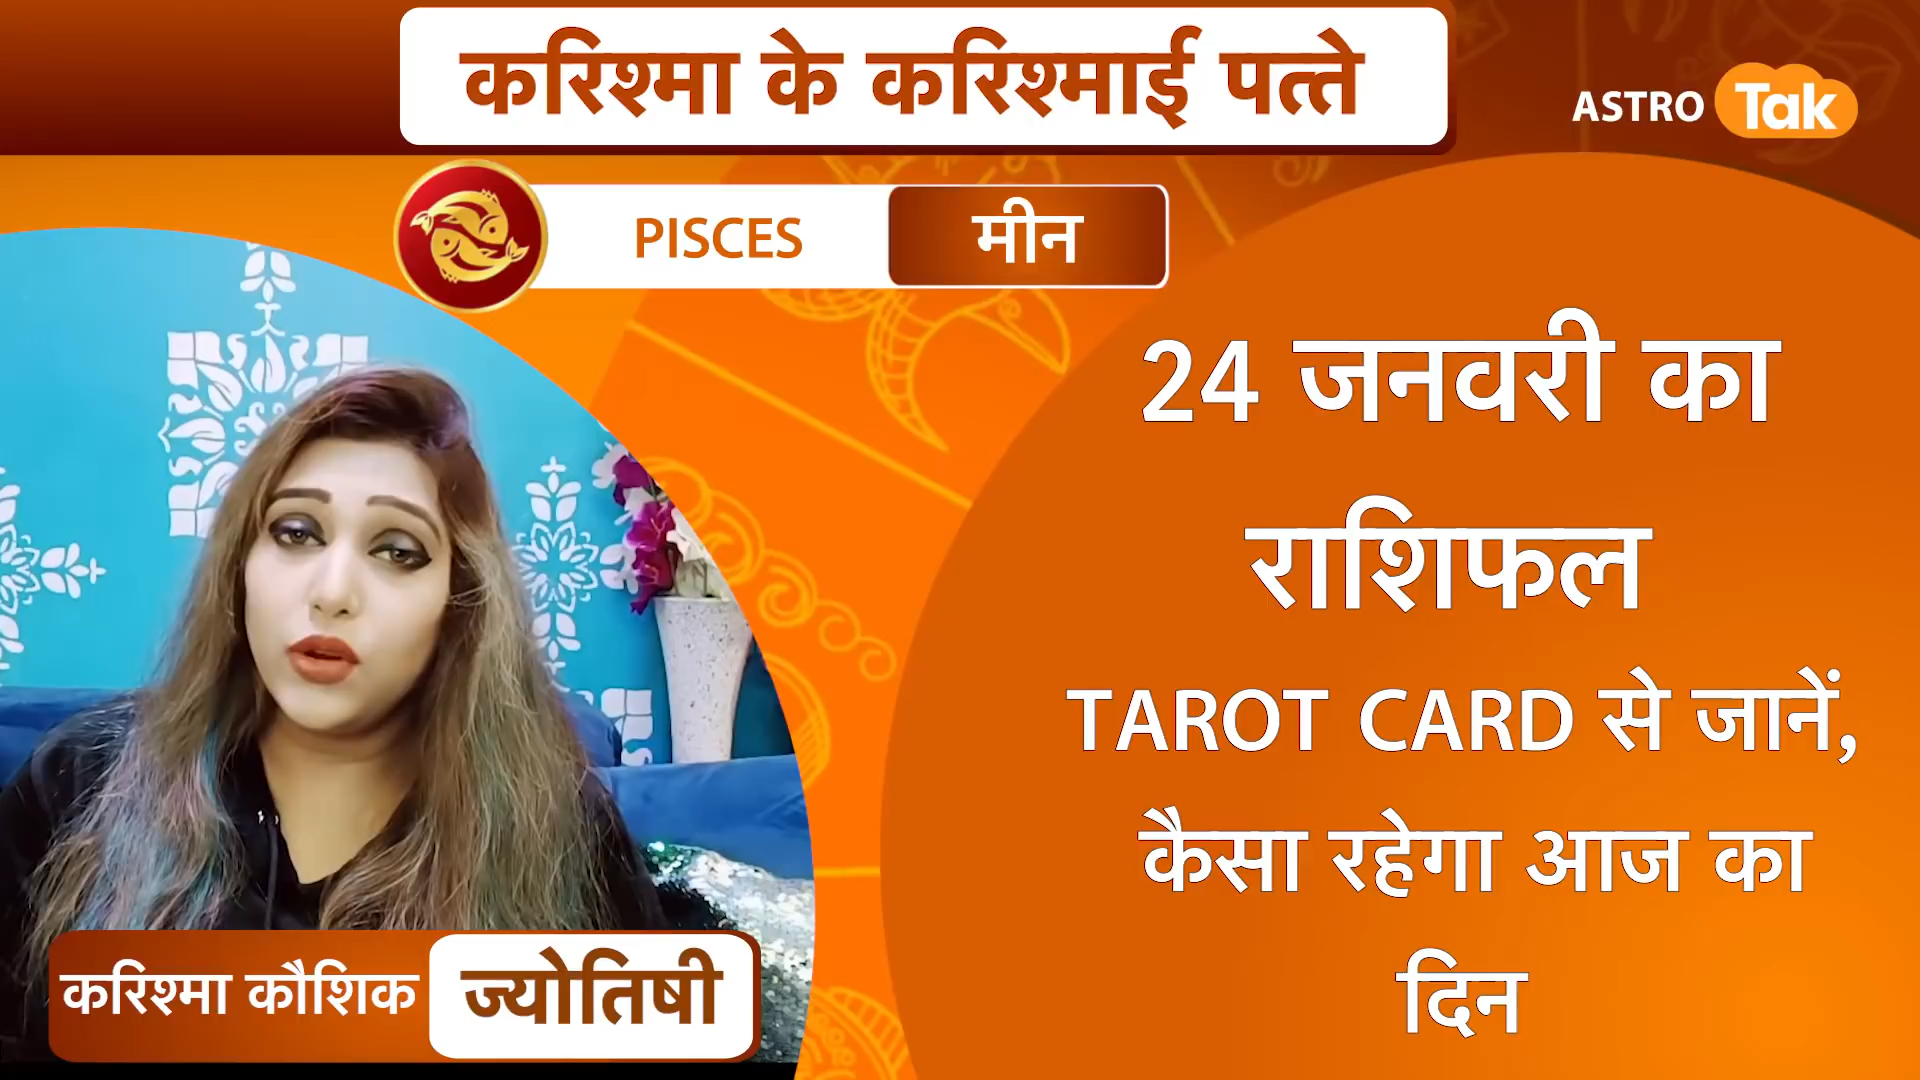 करिश्मा के करिश्माई पत्ते
ASTRO Tak
PISCES मीन
24 जनवरी का
राशिफल
TAROT CARD से जानें,
कैसा रहेगा आज का
दिन
करिश्मा कौशिक ज्योतिषी